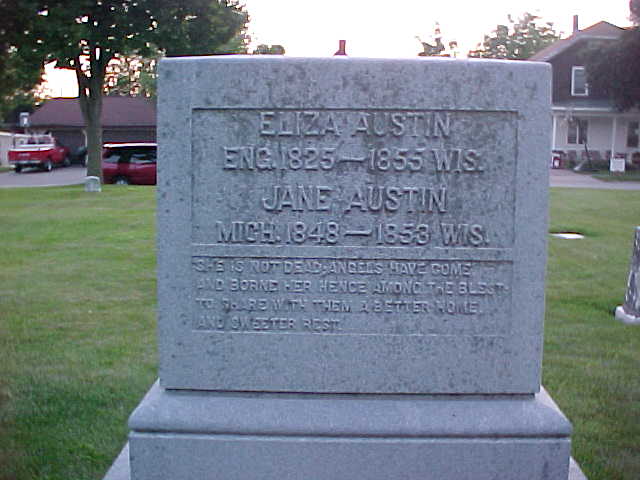 ELIZA AUSTIN
ENG. 1825 — 1855 WIS.
JANE AUSTIN
MICH. 1848 — 1853 WIS.
SHE IS NOT DEAD, ANGELS HAVE COME
AND BORNE HER HENCE AMONG THE BLEST
TO SHARE WITH THEM A BETTER HOME,
AND SWEETER REST.